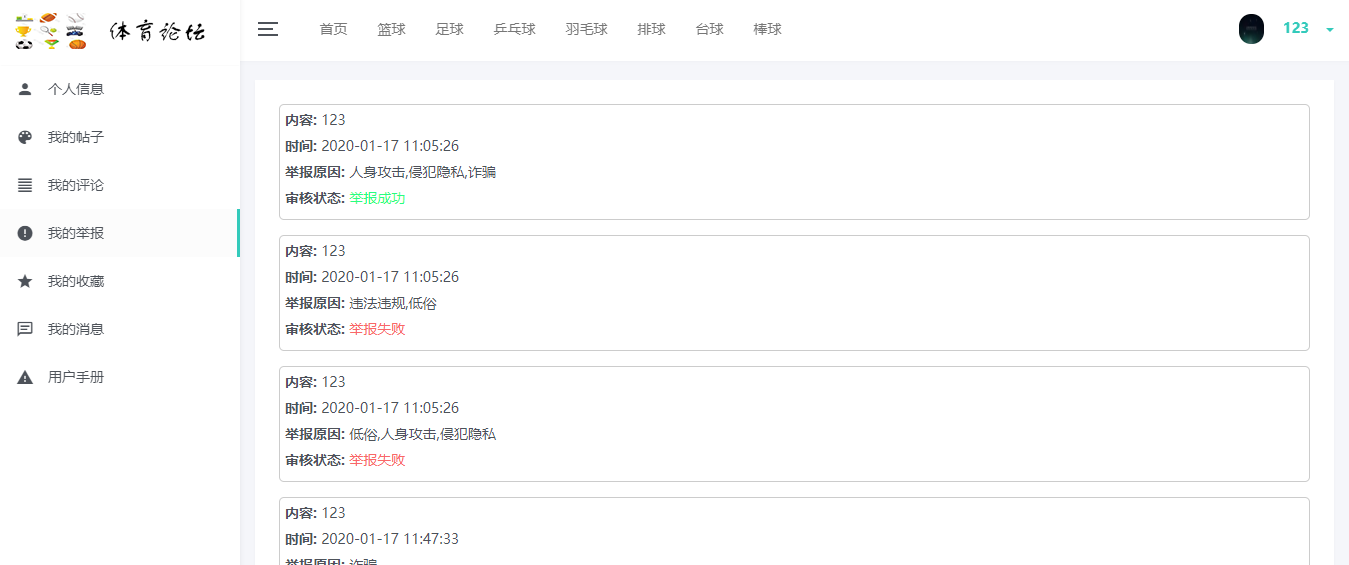 体育论坛
首页 篮球 足球 乒乓球 羽毛球 排球 台球 棒球
123
个人信息
我的帖子
我的评论
我的举报
我的收藏
我的消息
用户手册
内容: 123
时间: 2020-01-17 11:05:26
举报原因: 人身攻击,侵犯隐私,诈骗
审核状态: 举报成功
内容: 123
时间: 2020-01-17 11:05:26
举报原因: 违法违规,低俗
审核状态: 举报失败
内容: 123
时间: 2020-01-17 11:05:26
举报原因: 低俗,人身攻击,侵犯隐私
审核状态: 举报失败
内容: 123
时间: 2020-01-17 11:47:33
举报原因: 诈骗